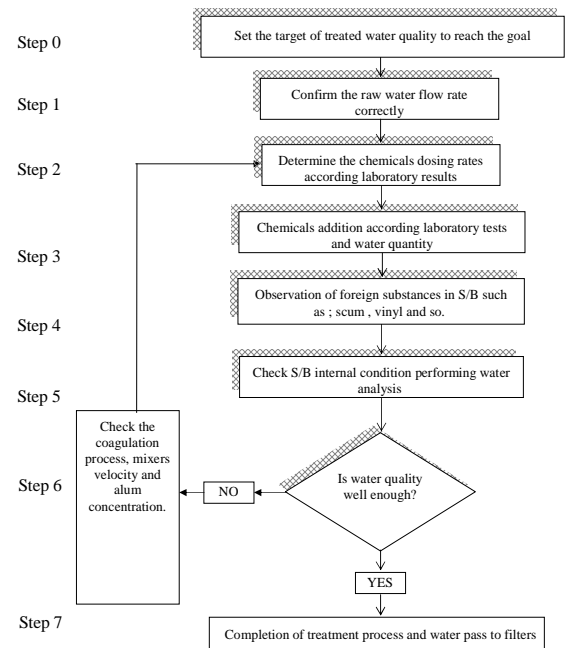 Step 0
Set the target of treated water quality to reach the goal
Step 1
Confirm the raw water flow rate
correctly
Step 2
Determine the chemicals dosing rates
according laboratory results
Step 3
Chemicals addition according laboratory tests
and water quantity
Step 4
Observation of foreign substances in S/B such
as ; scum , vinyl and so.
Step 5
Check S/B internal condition performing water
analysis
Check the
coagulation
process, mixers
velocity and
alum
concentration.
Step 6
Is water quality
well enough?
NO
YES
Step 7
Completion of treatment process and water pass to filters